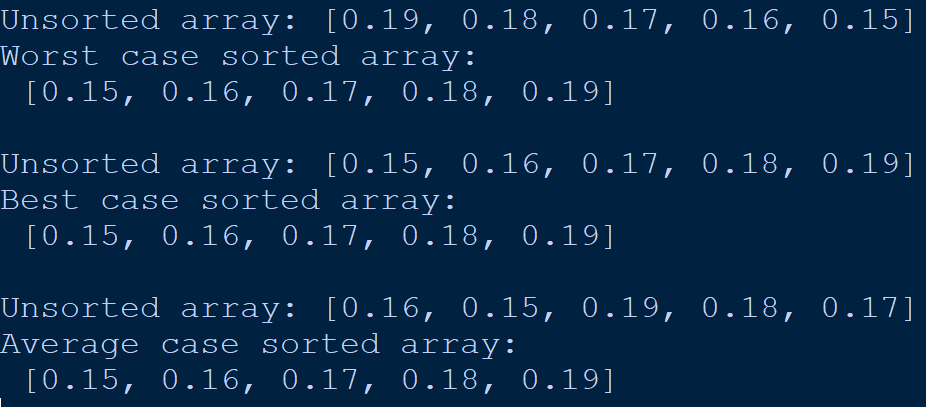 Unsorted array: [0.19, 0.18, 0.17, 0.16, 0.15]
Worst case sorted array:
 [0.15, 0.16, 0.17, 0.18, 0.19]

Unsorted array: [0.15, 0.16, 0.17, 0.18, 0.19]
Best case sorted array:
 [0.15, 0.16, 0.17, 0.18, 0.19]

Unsorted array: [0.16, 0.15, 0.19, 0.18, 0.17]
Average case sorted array:
 [0.15, 0.16, 0.17, 0.18, 0.19]